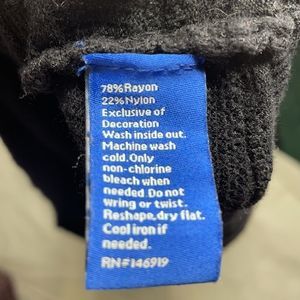 78%Rayon
22%Nylon
Exclusive of
Decoration
Wash inside out.
Machine wash
cold.Only
non-chlorine
bleach when
needed.Do not
wring or twist.
Reshape,dry flat.
Cool iron if
needed.
RN#146919